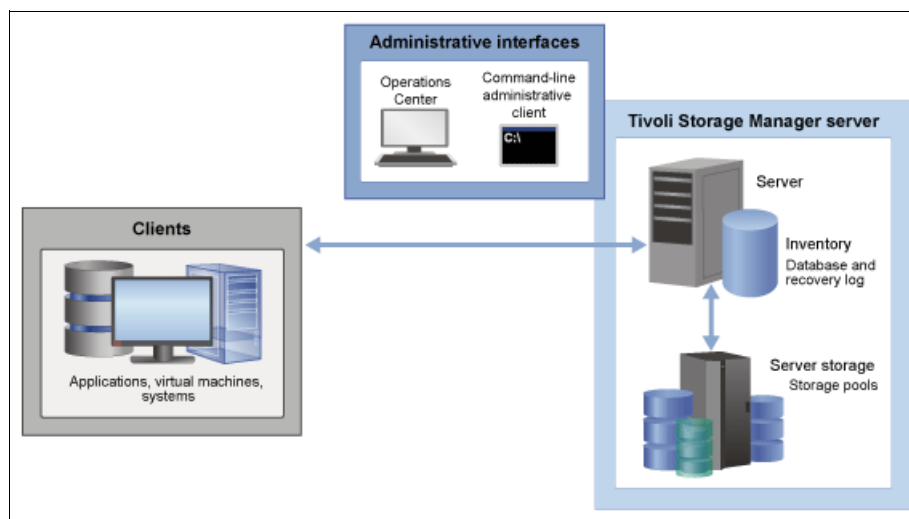 Administrative interfaces
Operations
Center
Command-line
administrative
client
C:\
Tivoli Storage Manager server
Server
Inventory
Database and
recovery log
Server storage
Storage pools
Clients
Applications, virtual machines,
systems